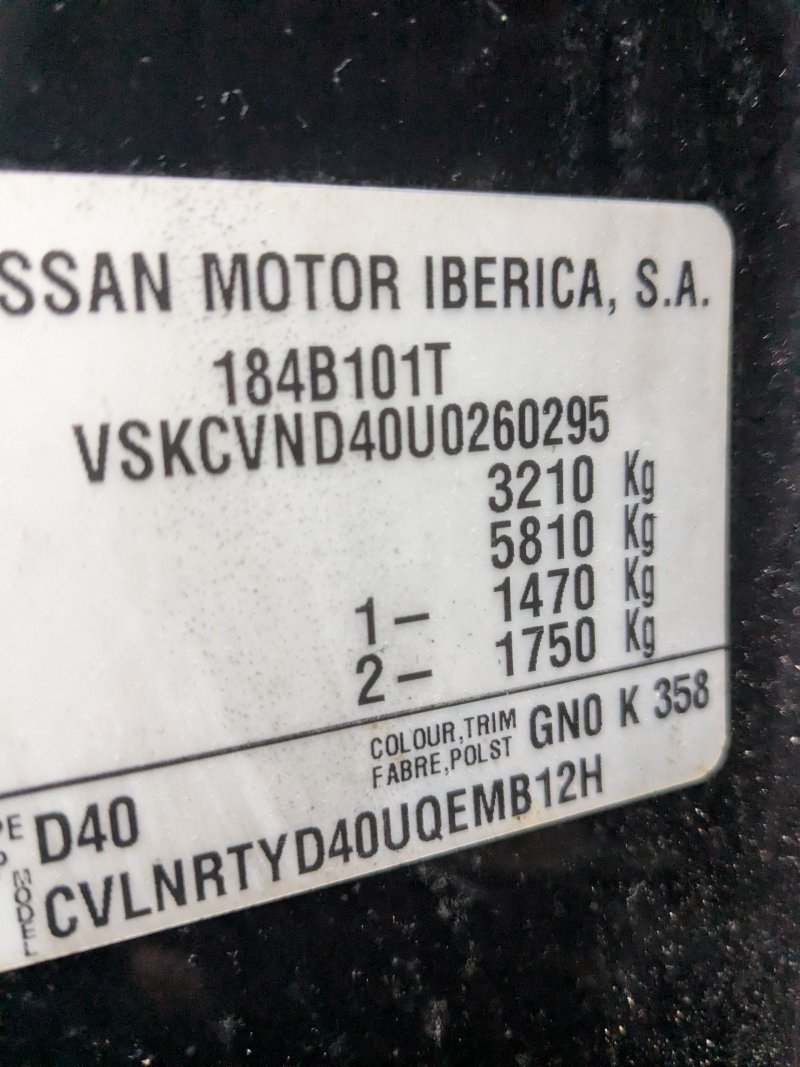 SSAN MOTOR IBERICA, S.A.
184B101T
VSKCVND40U0260295
3210 Kg
5810 Kg
1- 1470 Kg
2- 1750 Kg
COLOUR,TRIM GN0 K 358
FABRE,POLST
PE D40
MODEL CVLNRTYD40UQEMB12H